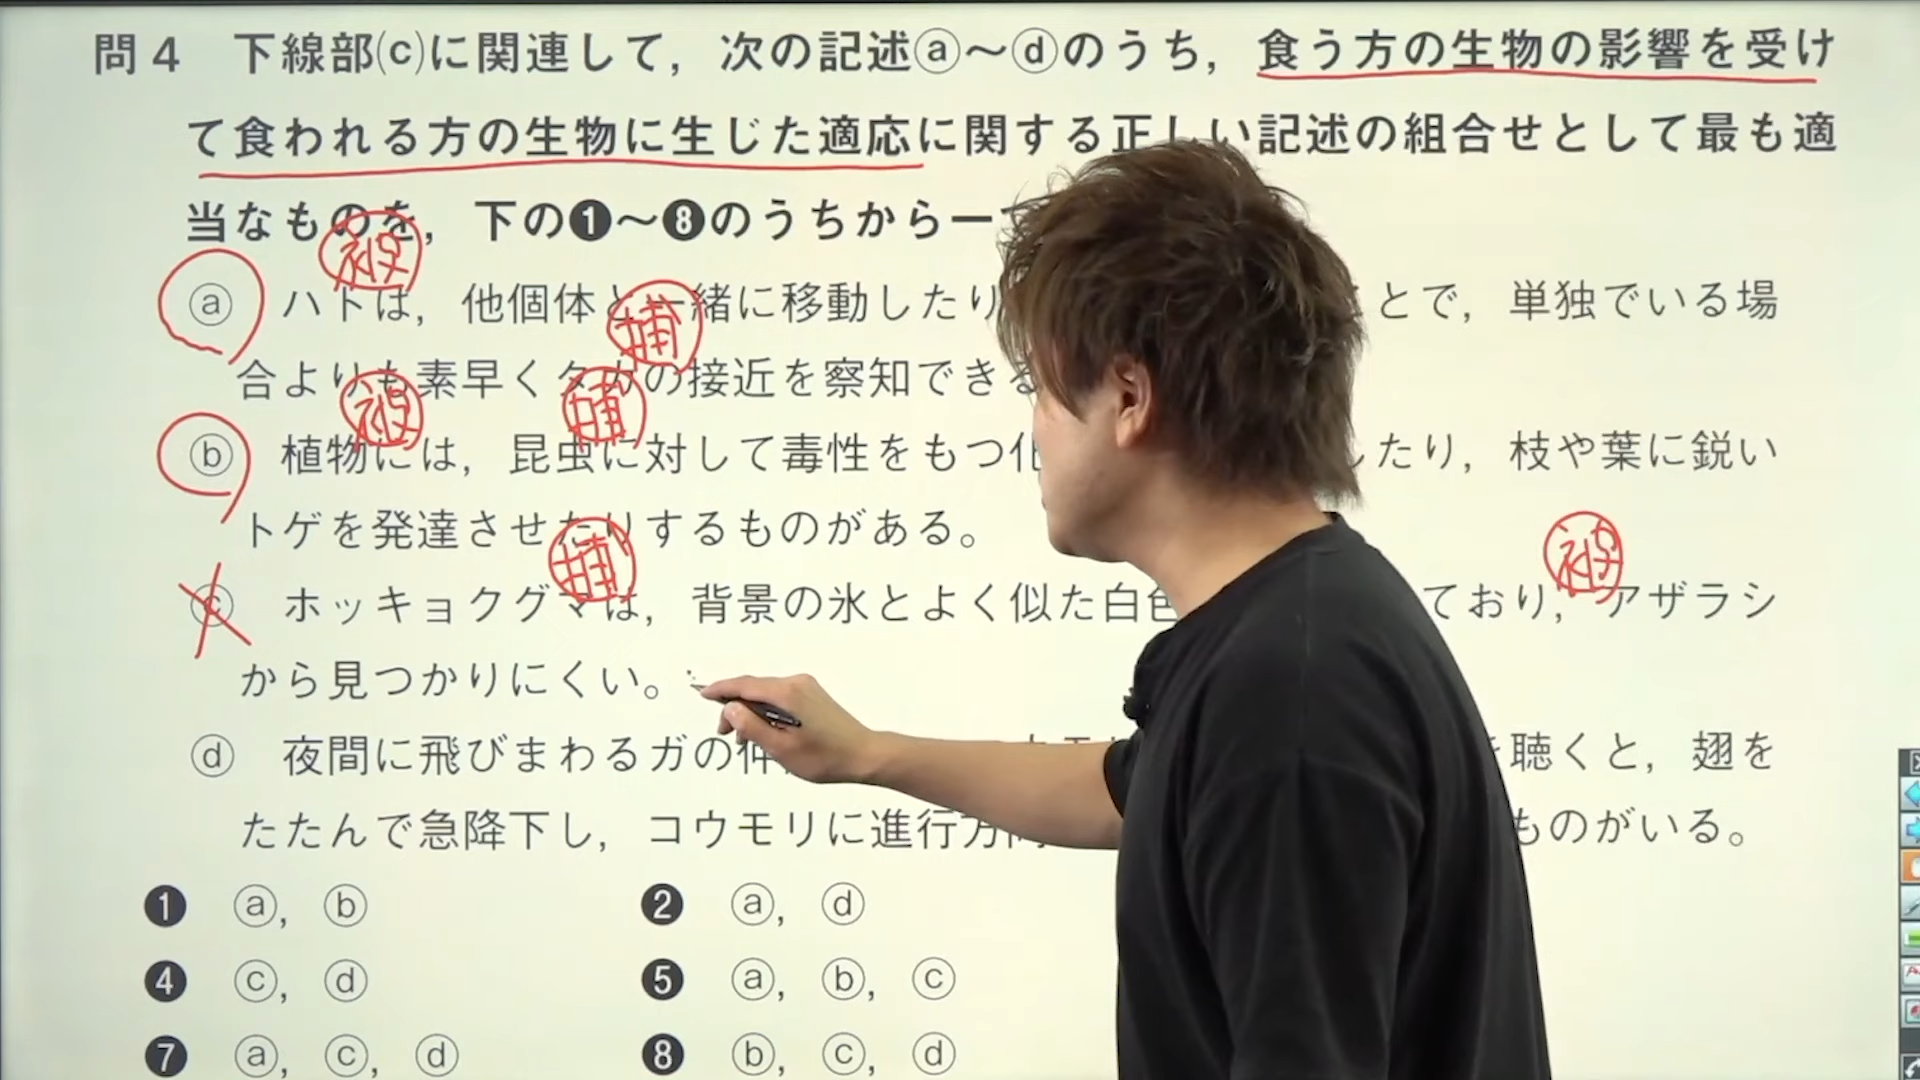 問4 下線部(c)に関連して，次の記述ⓐ～ⓓのうち，食う方の生物の影響を受け
て食われる方の生物に生じた適応に関する正しい記述の組合せとして最も適
当なものを，下の❶～❽のうちから一
被
ⓐ ハトは，他個体と一緒に移動したり とで，単独でいる場
捕
合よりも素早くタカの接近を察知できる
被 捕
ⓑ 植物には，昆虫に対して毒性をもつ したり，枝や葉に鋭い
トゲを発達させたりするものがある。
捕 被
ⓒ ホッキョクグマは，背景の氷とよく似た白色 ており，アザラシ
から見つかりにくい。
ⓓ 夜間に飛びまわるガの仲 聴くと，翅を
たたんで急降下し，コウモリに進行方向 ものがいる。
❶ ⓐ，ⓑ ❷ ⓐ，ⓓ
❹ ⓒ，ⓓ ❺ ⓐ，ⓑ，ⓒ
❼ ⓐ，ⓒ，ⓓ ❽ ⓑ，ⓒ，ⓓ